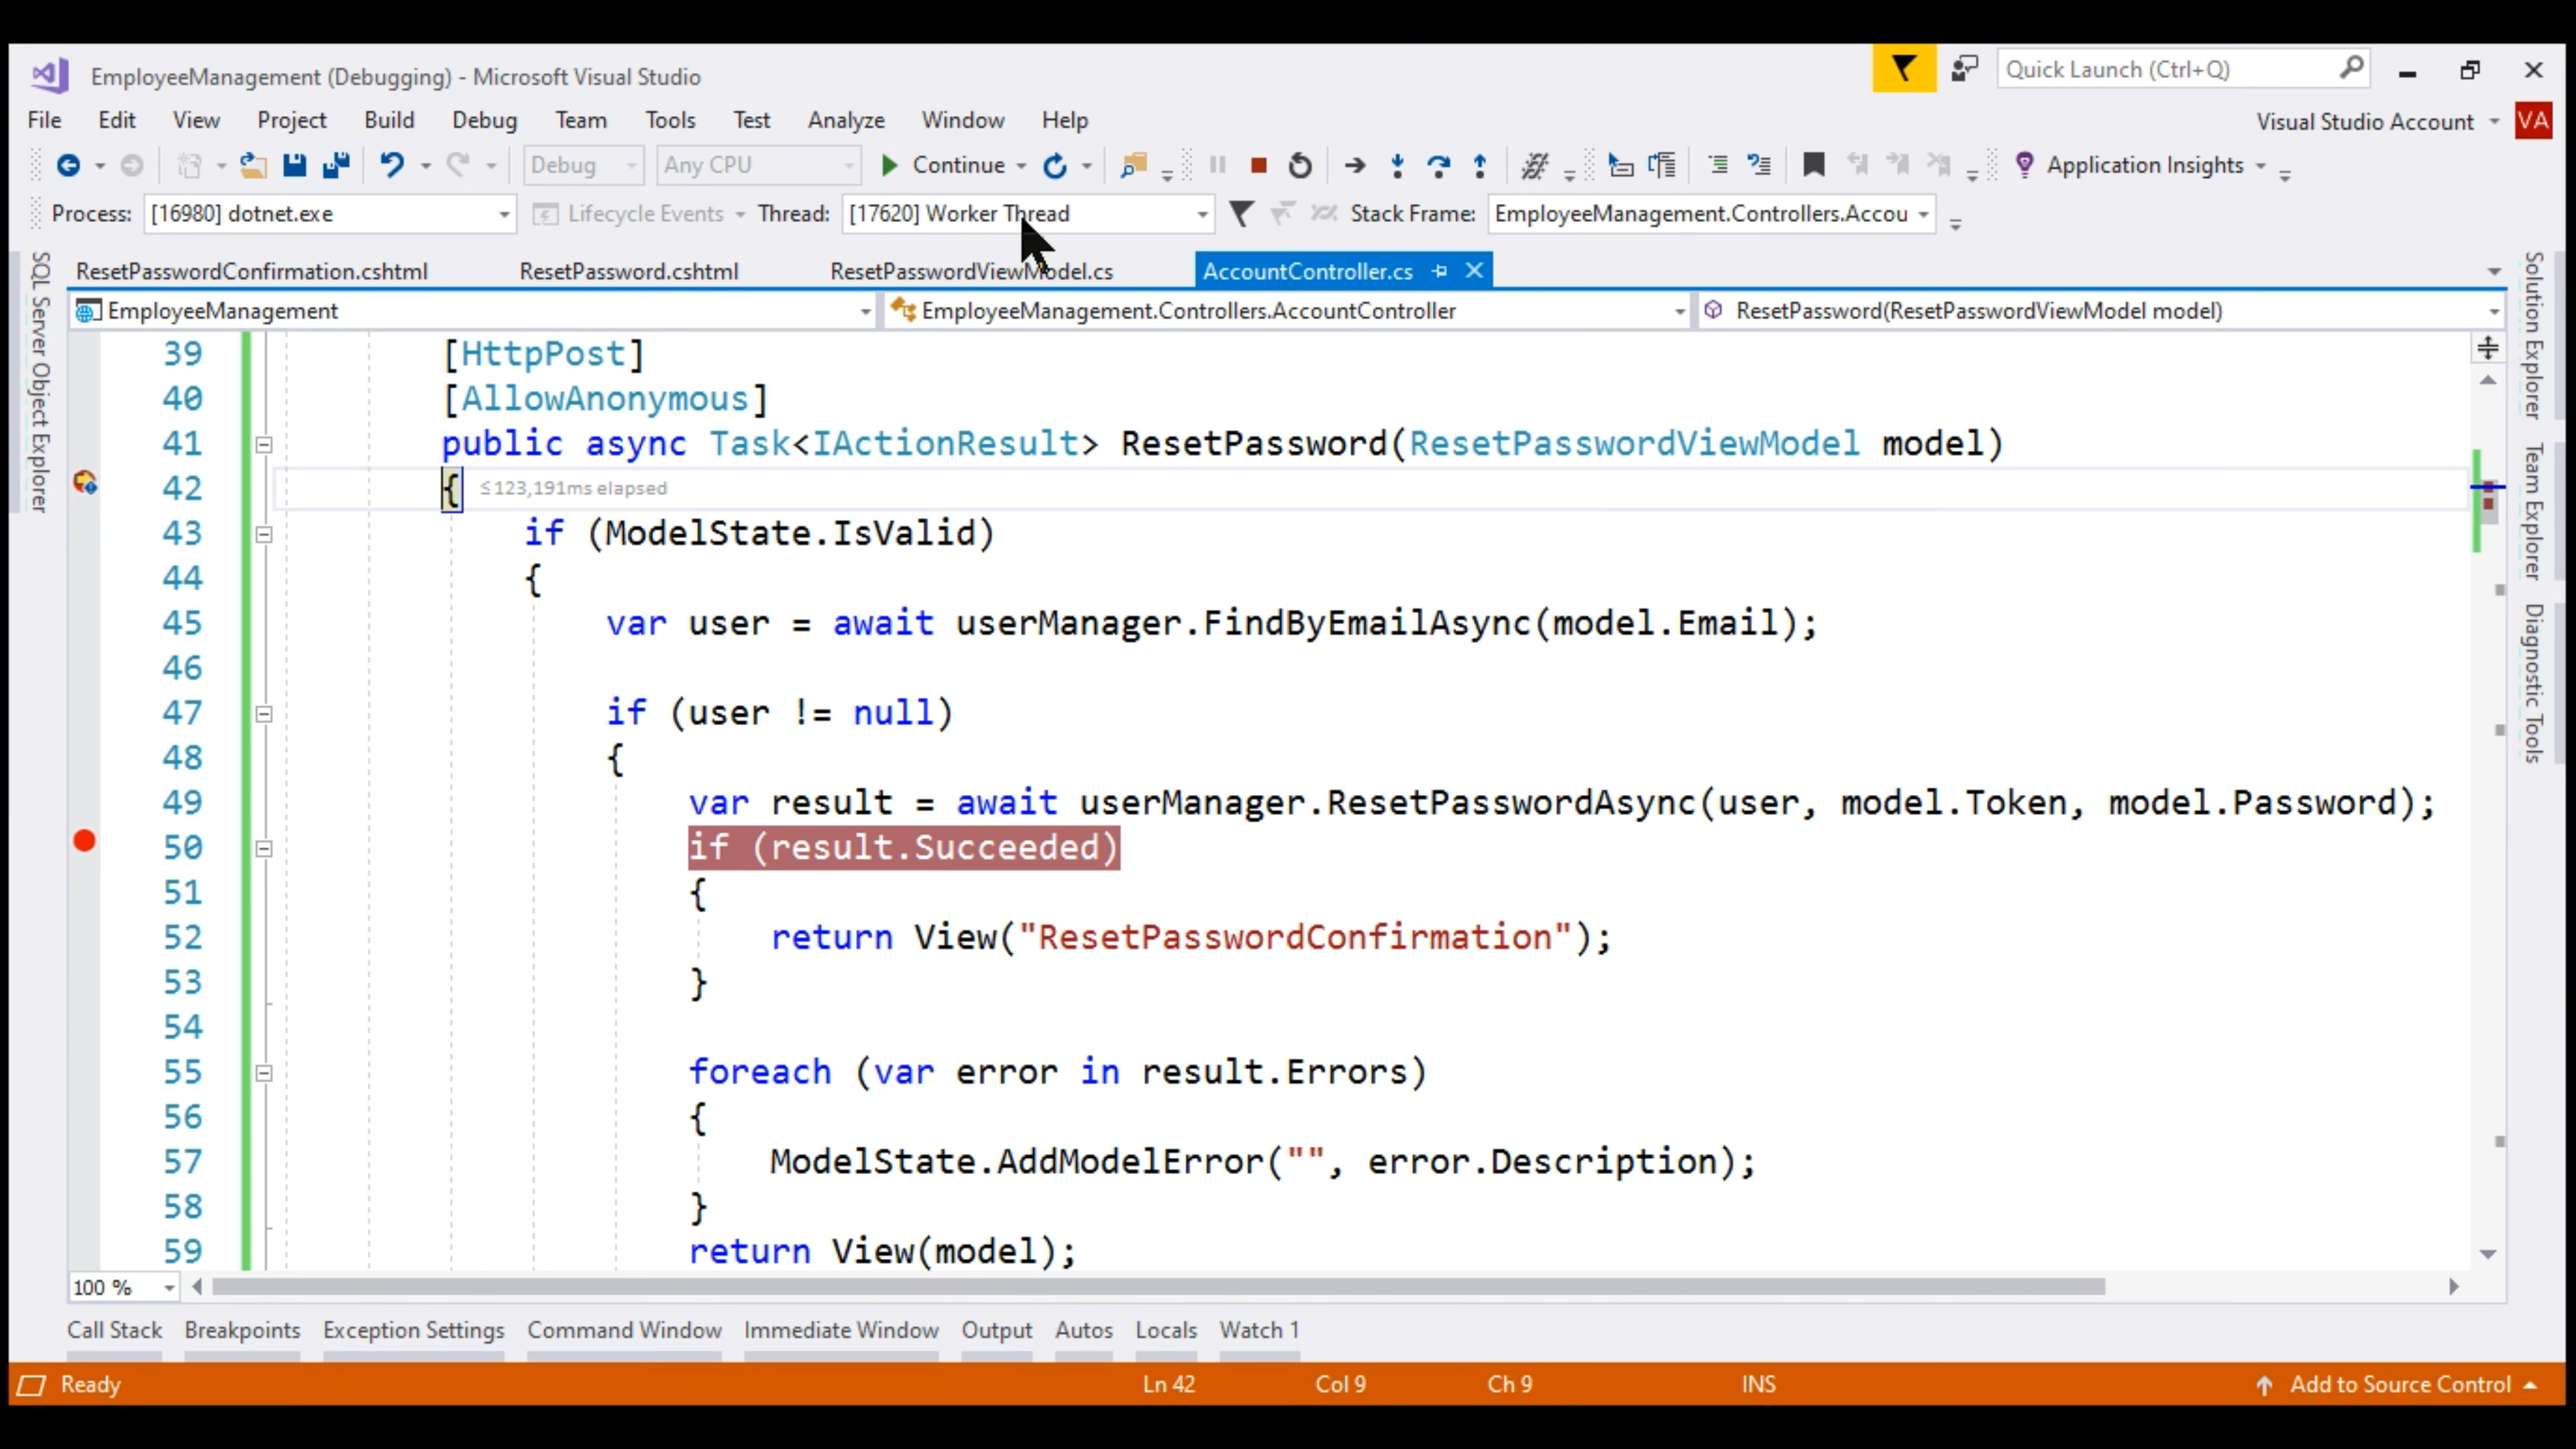 EmployeeManagement (Debugging) - Microsoft Visual Studio
Quick Launch (Ctrl+Q)
File Edit View Project Build Debug Team Tools Test Analyze Window Help
Visual Studio Account VA
Debug Any CPU Continue Application Insights
Process: [16980] dotnet.exe Lifecycle Events Thread: [17620] Worker Thread Stack Frame: EmployeeManagement.Controllers.Accou
ResetPasswordConfirmation.cshtml ResetPassword.cshtml ResetPasswordViewModel.cs AccountController.cs
EmployeeManagement EmployeeManagement.Controllers.AccountController ResetPassword(ResetPasswordViewModel model)
SQL Server Object Explorer
39 [HttpPost]
40 [AllowAnonymous]
41 public async Task<IActionResult> ResetPassword(ResetPasswordViewModel model)
42 { ≤123,191ms elapsed
43 if (ModelState.IsValid)
44 {
45 var user = await userManager.FindByEmailAsync(model.Email);
46
47 if (user != null)
48 {
49 var result = await userManager.ResetPasswordAsync(user, model.Token, model.Password);
50 if (result.Succeeded)
51 {
52 return View("ResetPasswordConfirmation");
53 }
54
55 foreach (var error in result.Errors)
56 {
57 ModelState.AddModelError("", error.Description);
58 }
59 return View(model);
Solution Explorer
Team Explorer
Diagnostic Tools
100 %
Call Stack Breakpoints Exception Settings Command Window Immediate Window Output Autos Locals Watch 1
Ready Ln 42 Col 9 Ch 9 INS Add to Source Control